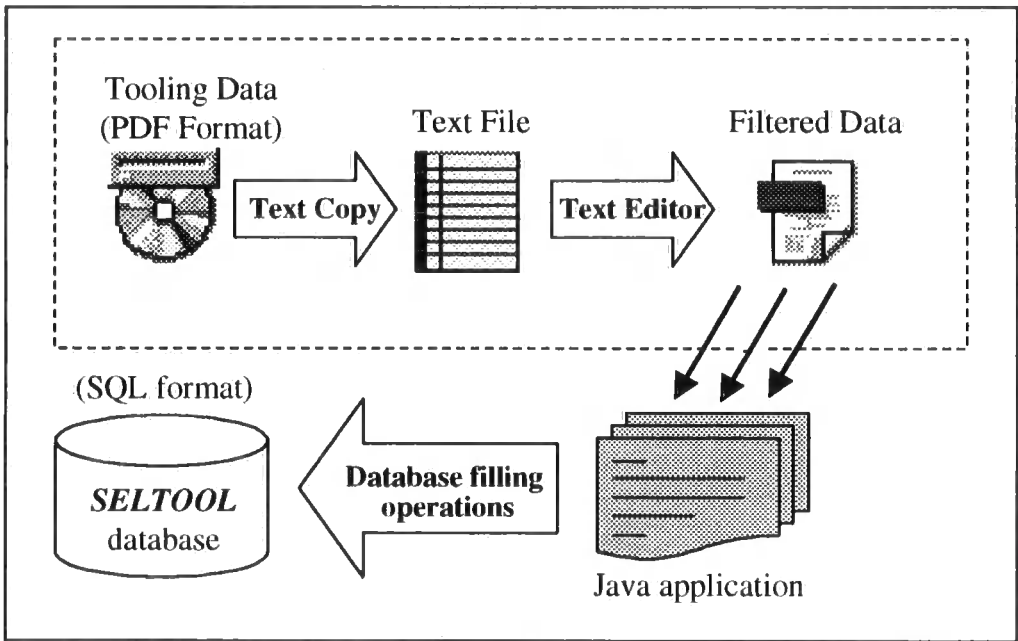 Tooling Data
(PDF Format)
Text File
Filtered Data
Text Copy
Text Editor
(SQL format)
SELTOOL
database
Database filling
operations
Java application